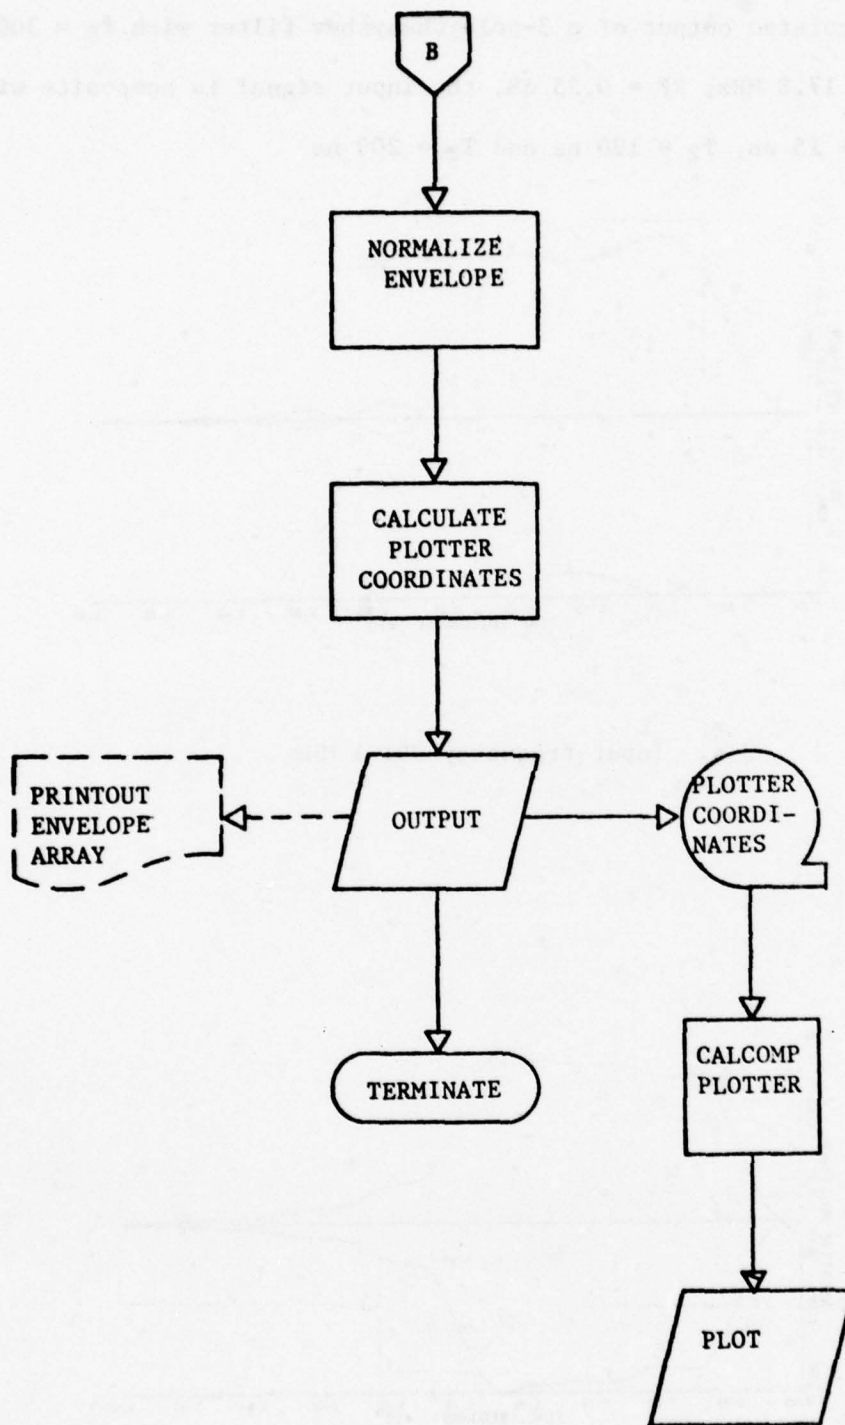 B
NORMALIZE
ENVELOPE
CALCULATE
PLOTTER
COORDINATES
PRINTOUT
ENVELOPE
ARRAY
OUTPUT
PLOTTER
COORDI-
NATES
TERMINATE
CALCOMP
PLOTTER
PLOT